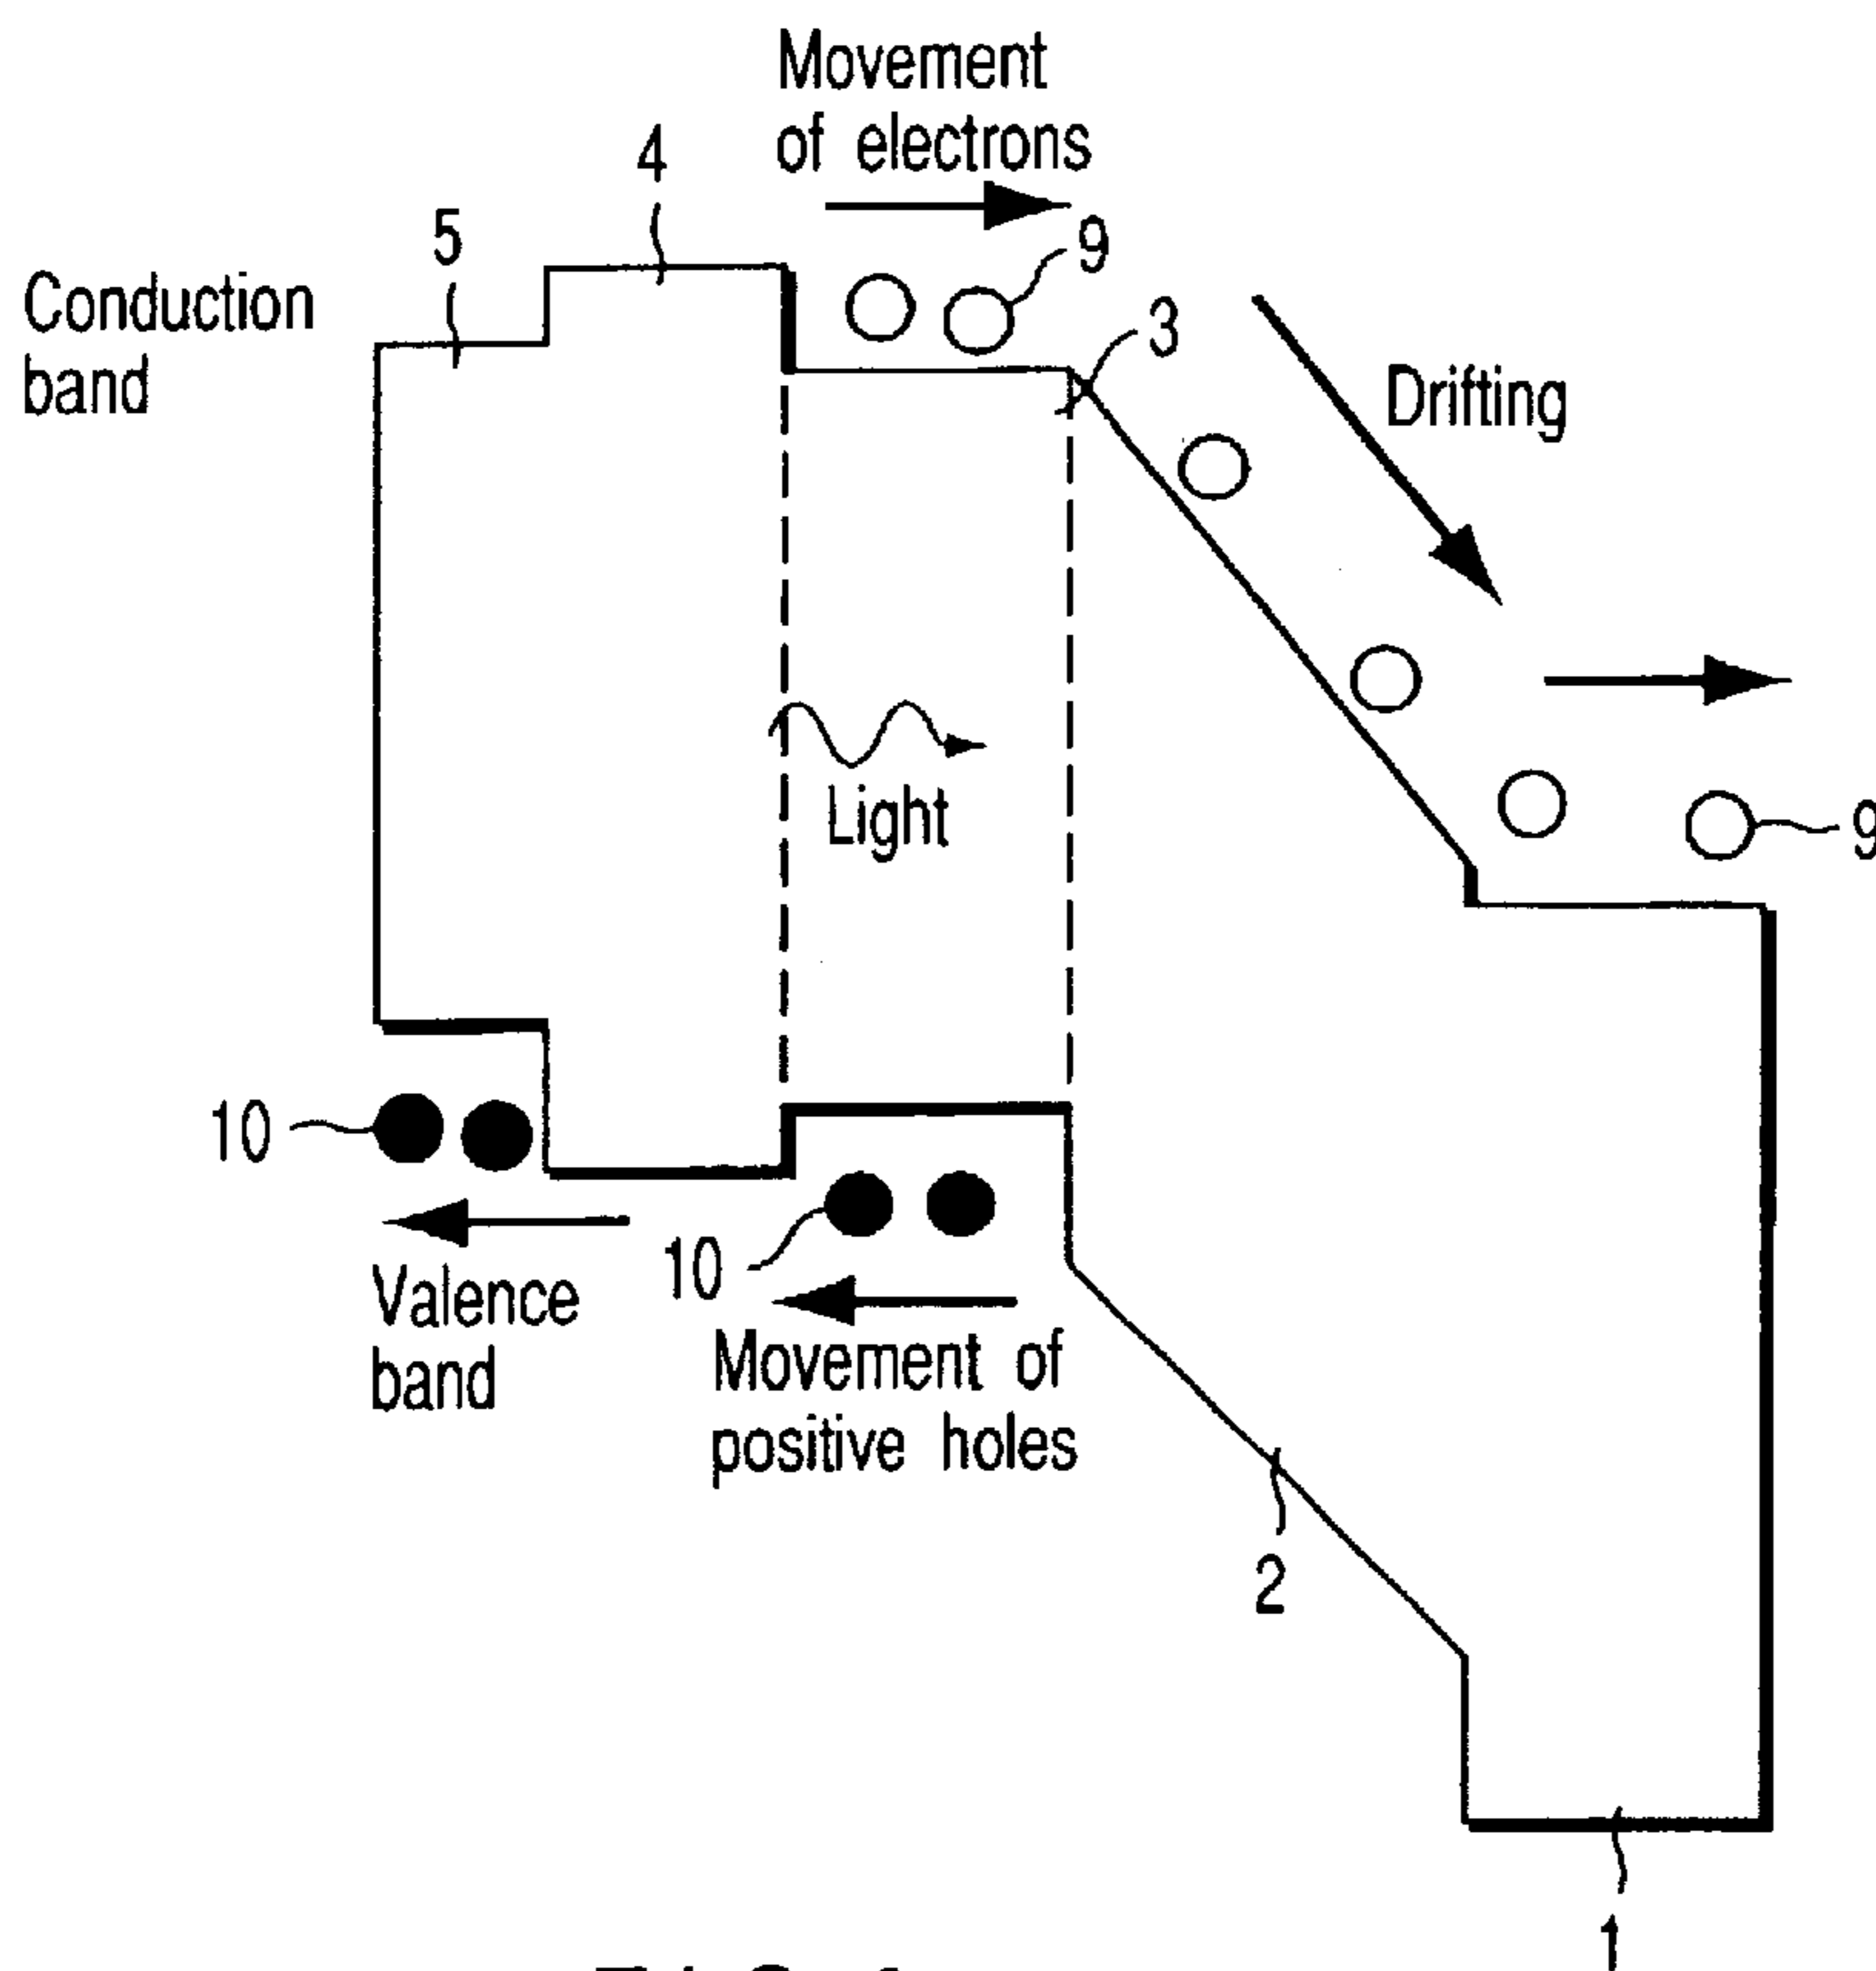 Movement
of electrons
4
5
9
Conduction
band
3
Drifting
Light
9
10
10
Valence
band
Movement of
positive holes
2
1